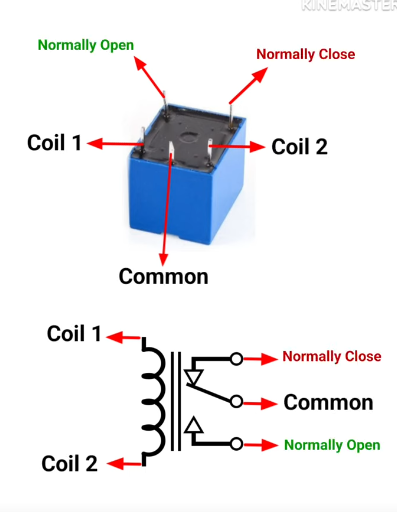 KINEMASTER
Normally Open
Normally Close
Coil 1
Coil 2
Common
Coil 1
Normally Close
Common
Normally Open
Coil 2